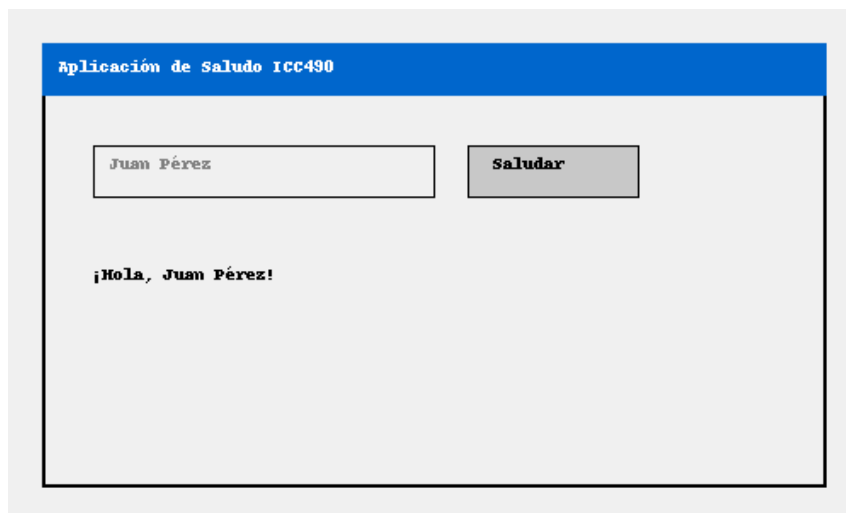 Aplicación de Saludo ICC490
Juan Pérez
Saludar
¡Hola, Juan Pérez!